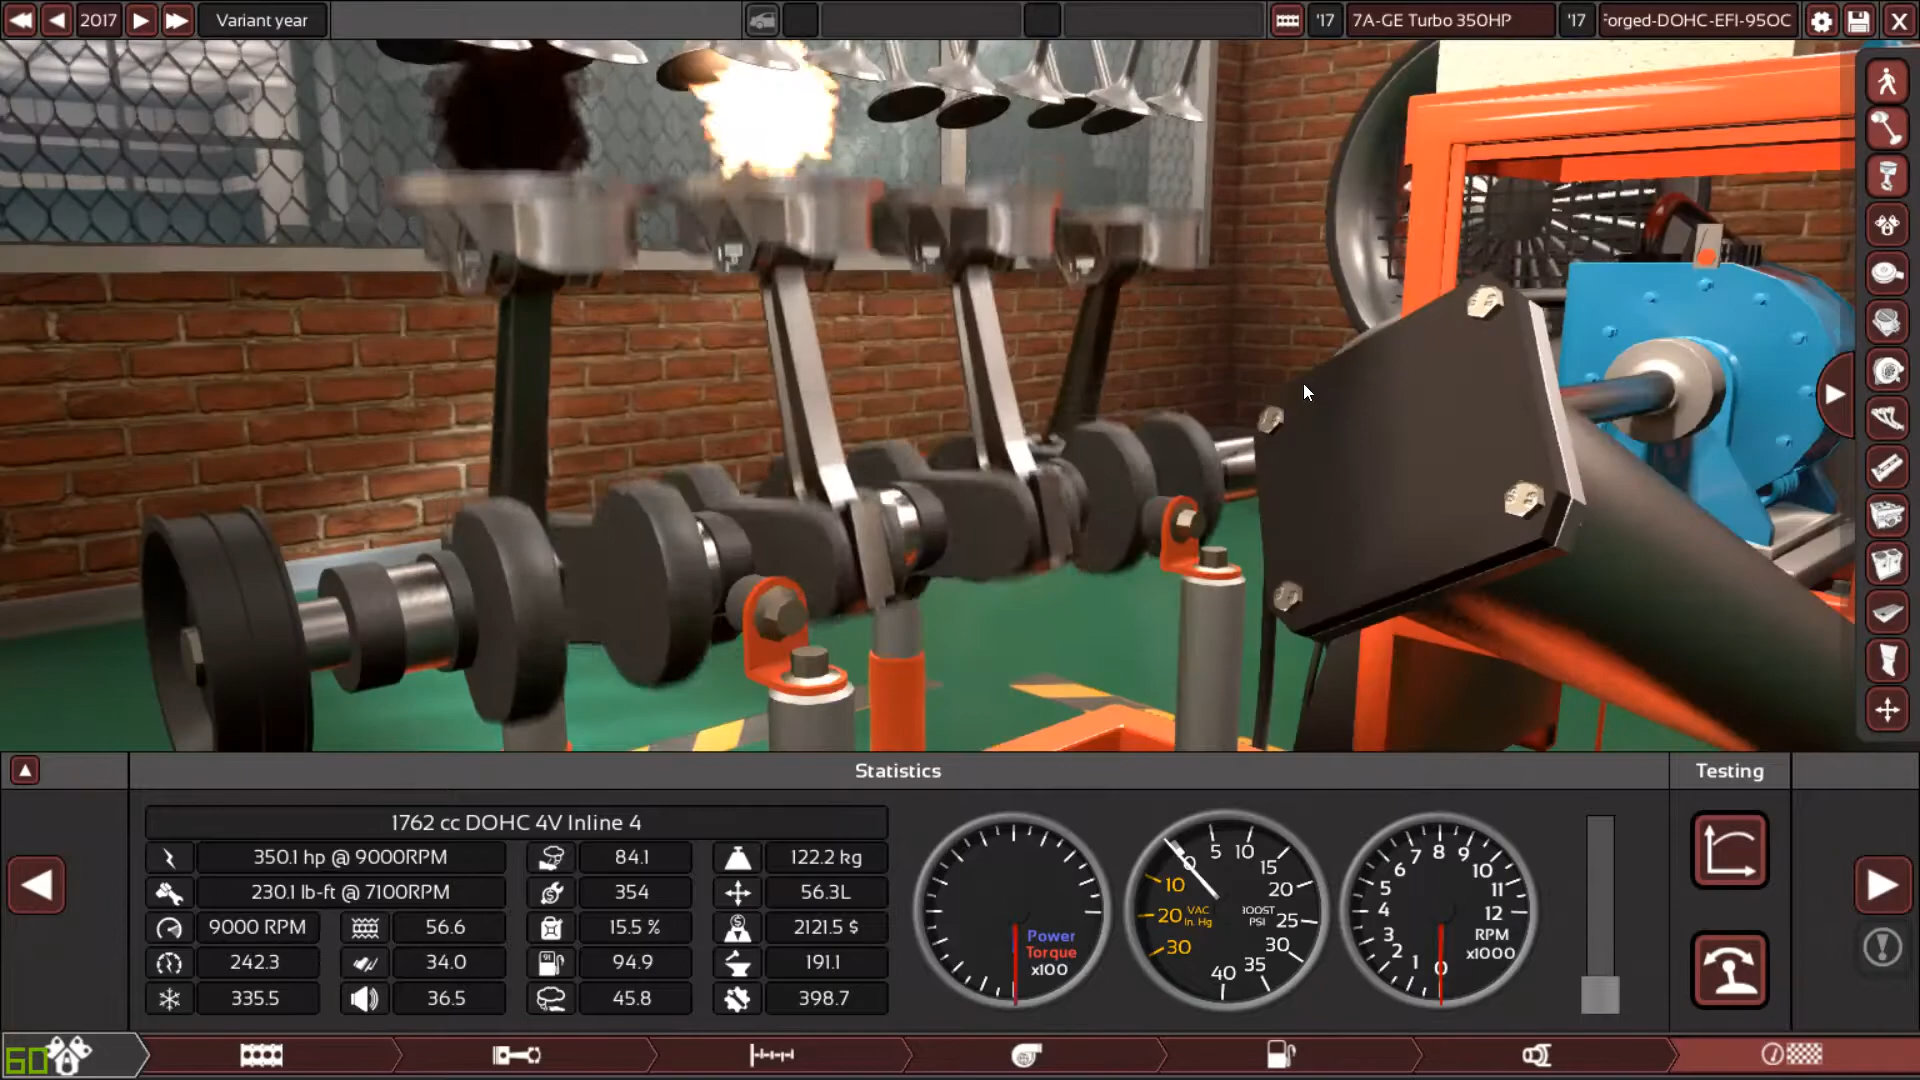 2017
Variant year
'17
7A-GE Turbo 350HP
'17
Forged-DOHC-EFI-95OC
Statistics
Testing
1762 cc DOHC 4V Inline 4
350.1 hp @ 9000RPM
84.1
122.2 kg
230.1 lb-ft @ 7100RPM
354
56.3L
9000 RPM
56.6
15.5 %
2121.5 $
242.3
34.0
94.9
191.1
335.5
36.5
45.8
398.7
Power
Torque
x100
0 5 10 15 20 25 30 35 40
10 20 30
VAC
In. Hg
BOOST
PSI
0 1 2 3 4 5 6 7 8 9 10 11 12
RPM
x1000
60